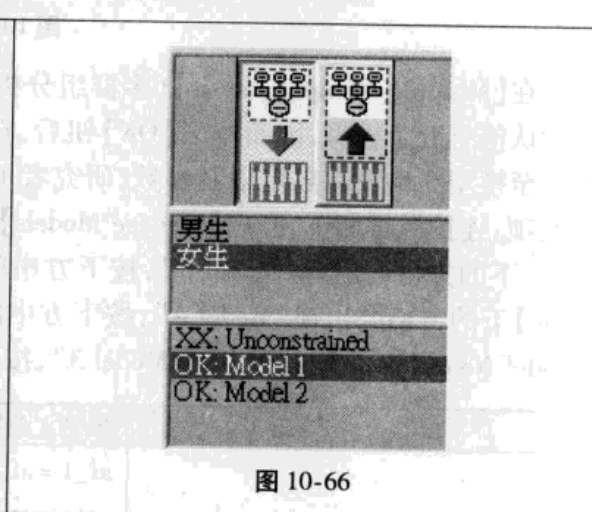 男生
女生
XX: Unconstrained
OK: Model 1
OK: Model 2
图 10-66